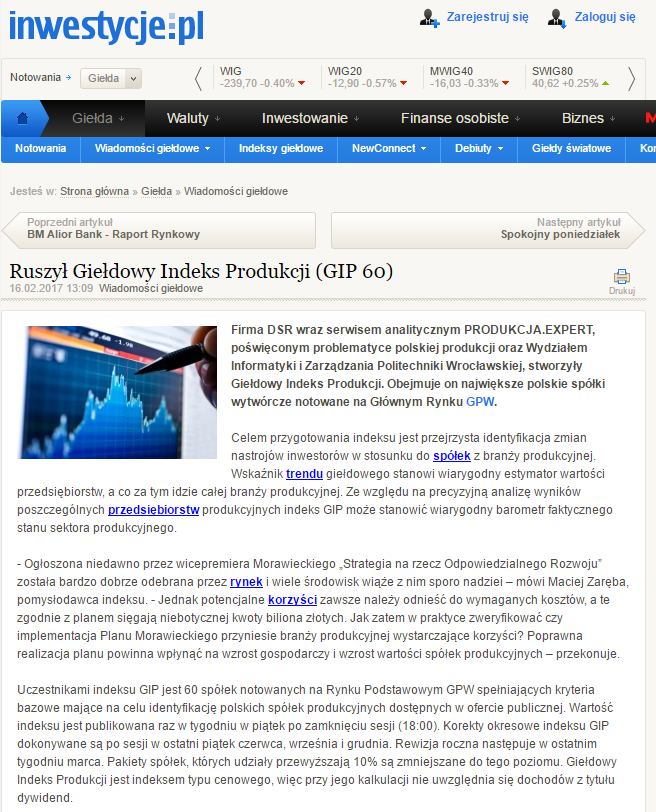 inwestycje.pl
Zarejestruj się
Zaloguj się
Notowania
Giełda
WIG
-239,70 -0.40%
WIG20
-12,90 -0.57%
MWIG40
-16,03 -0.33%
SWIG80
40,62 +0.25%
Giełda
Waluty
Inwestowanie
Finanse osobiste
Biznes
M
Notowania
Wiadomości giełdowe
Indeksy giełdowe
NewConnect
Debiuty
Giełdy światowe
Kor
Jesteś w: Strona główna » Giełda » Wiadomości giełdowe
Poprzedni artykuł
BM Alior Bank - Raport Rynkowy
Następny artykuł
Spokojny poniedziałek
Ruszył Giełdowy Indeks Produkcji (GIP 60)
16.02.2017 13:09 Wiadomości giełdowe
Drukuj
Firma DSR wraz serwisem analitycznym PRODUKCJA.EXPERT,
poświęconym problematyce polskiej produkcji oraz Wydziałem
Informatyki i Zarządzania Politechniki Wrocławskiej, stworzyły
Giełdowy Indeks Produkcji. Obejmuje on największe polskie spółki
wytwórcze notowane na Głównym Rynku GPW.
Celem przygotowania indeksu jest przejrzysta identyfikacja zmian
nastrojów inwestorów w stosunku do spółek z branży produkcyjnej.
Wskaźnik trendu giełdowego stanowi wiarygodny estymator wartości
przedsiębiorstw, a co za tym idzie całej branży produkcyjnej. Ze względu na precyzyjną analizę wyników
poszczególnych przedsiębiorstw produkcyjnych indeks GIP może stanowić wiarygodny barometr faktycznego
stanu sektora produkcyjnego.
- Ogłoszona niedawno przez wicepremiera Morawieckiego „Strategia na rzecz Odpowiedzialnego Rozwoju”
została bardzo dobrze odebrana przez rynek i wiele środowisk wiąże z nim sporo nadziei – mówi Maciej Zaręba,
pomysłodawca indeksu. - Jednak potencjalne korzyści zawsze należy odnieść do wymaganych kosztów, a te
zgodnie z planem sięgają niebotycznej kwoty biliona złotych. Jak zatem w praktyce zweryfikować czy
implementacja Planu Morawieckiego przyniesie branży produkcyjnej wystarczające korzyści? Poprawna
realizacja planu powinna wpłynąć na wzrost gospodarczy i wzrost wartości spółek produkcyjnych – przekonuje.
Uczestnikami indeksu GIP jest 60 spółek notowanych na Rynku Podstawowym GPW spełniających kryteria
bazowe mające na celu identyfikację polskich spółek produkcyjnych dostępnych w ofercie publicznej. Wartość
indeksu jest publikowana raz w tygodniu w piątek po zamknięciu sesji (18:00). Korekty okresowe indeksu GIP
dokonywane są po sesji w ostatni piątek czerwca, września i grudnia. Rewizja roczna następuje w ostatnim
tygodniu marca. Pakiety spółek, których udziały przewyższają 10% są zmniejszane do tego poziomu. Giełdowy
Indeks Produkcji jest indeksem typu cenowego, więc przy jego kalkulacji nie uwzględnia się dochodów z tytułu
dywidend.